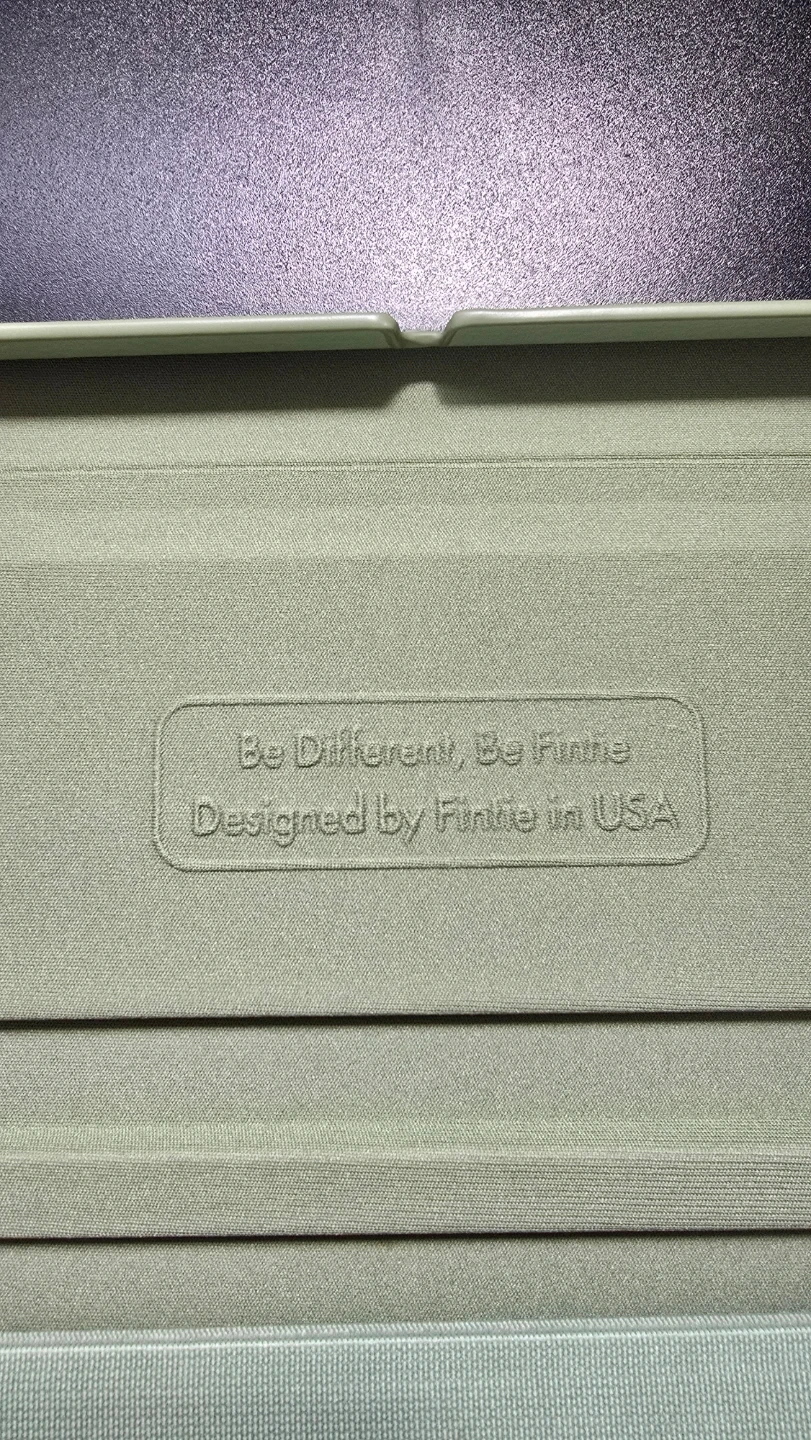 Be Different, Be Fintie
Designed by Fintie in USA